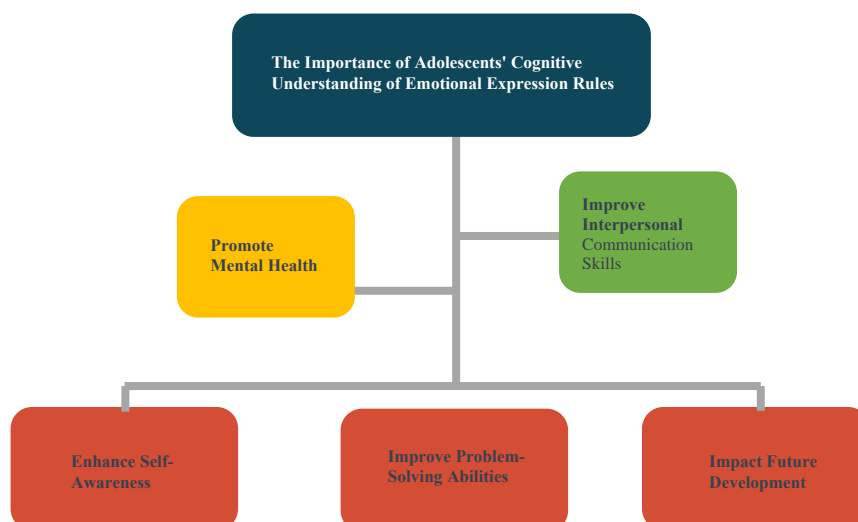 The Importance of Adolescents' Cognitive
Understanding of Emotional Expression Rules
Improve
Interpersonal
Communication
Skills
Promote
Mental Health
Enhance Self-
Awareness
Improve Problem-
Solving Abilities
Impact Future
Development